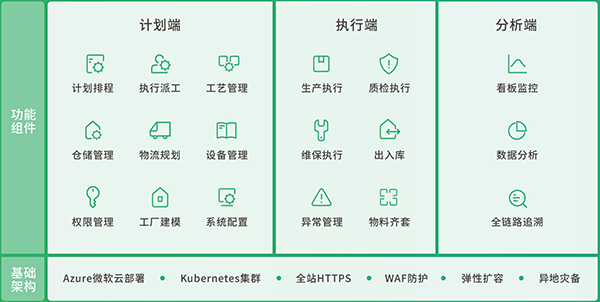 功能
组件
计划端
计划排程 执行派工 工艺管理
仓储管理 物流规划 设备管理
权限管理 工厂建模 系统配置
执行端
生产执行 质检执行
维保执行 出入库
异常管理 物料齐套
分析端
看板监控
数据分析
全链路追溯
基础
架构
Azure微软云部署 • Kubernetes集群 • 全站HTTPS • WAF防护 • 弹性扩容 • 异地灾备